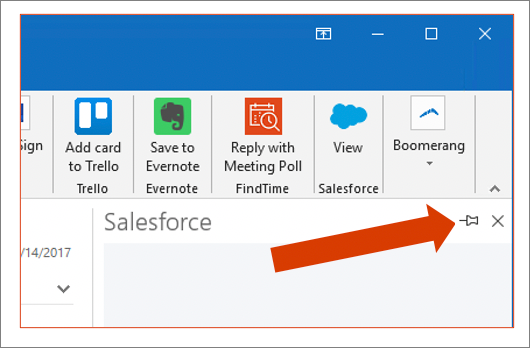 Sign
Add card
to Trello
Trello
Save to
Evernote
Evernote
Reply with
Meeting Poll
FindTime
View
Salesforce
Boomerang
Salesforce
/14/2017